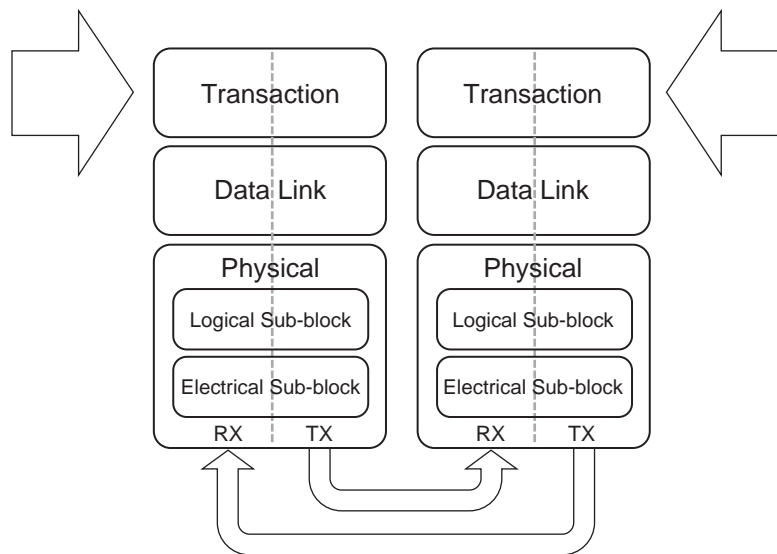 Transaction
Transaction
Data Link
Data Link
Physical
Physical
Logical Sub-block
Logical Sub-block
Electrical Sub-block
Electrical Sub-block
RX
TX
RX
TX